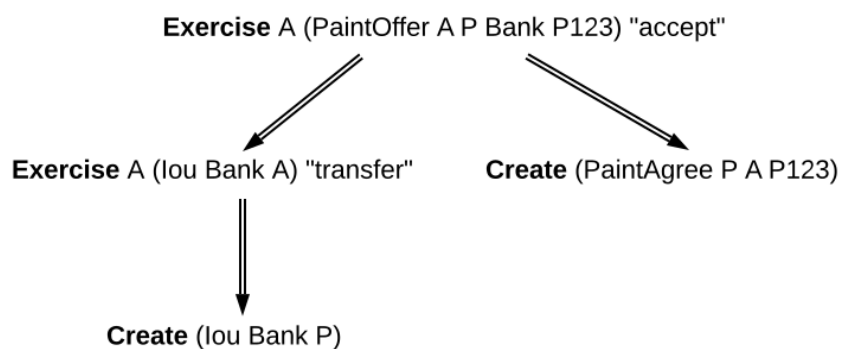 Exercise A (PaintOffer A P Bank P123) "accept"
Exercise A (Iou Bank A) "transfer"
Create (PaintAgree P A P123)
Create (Iou Bank P)